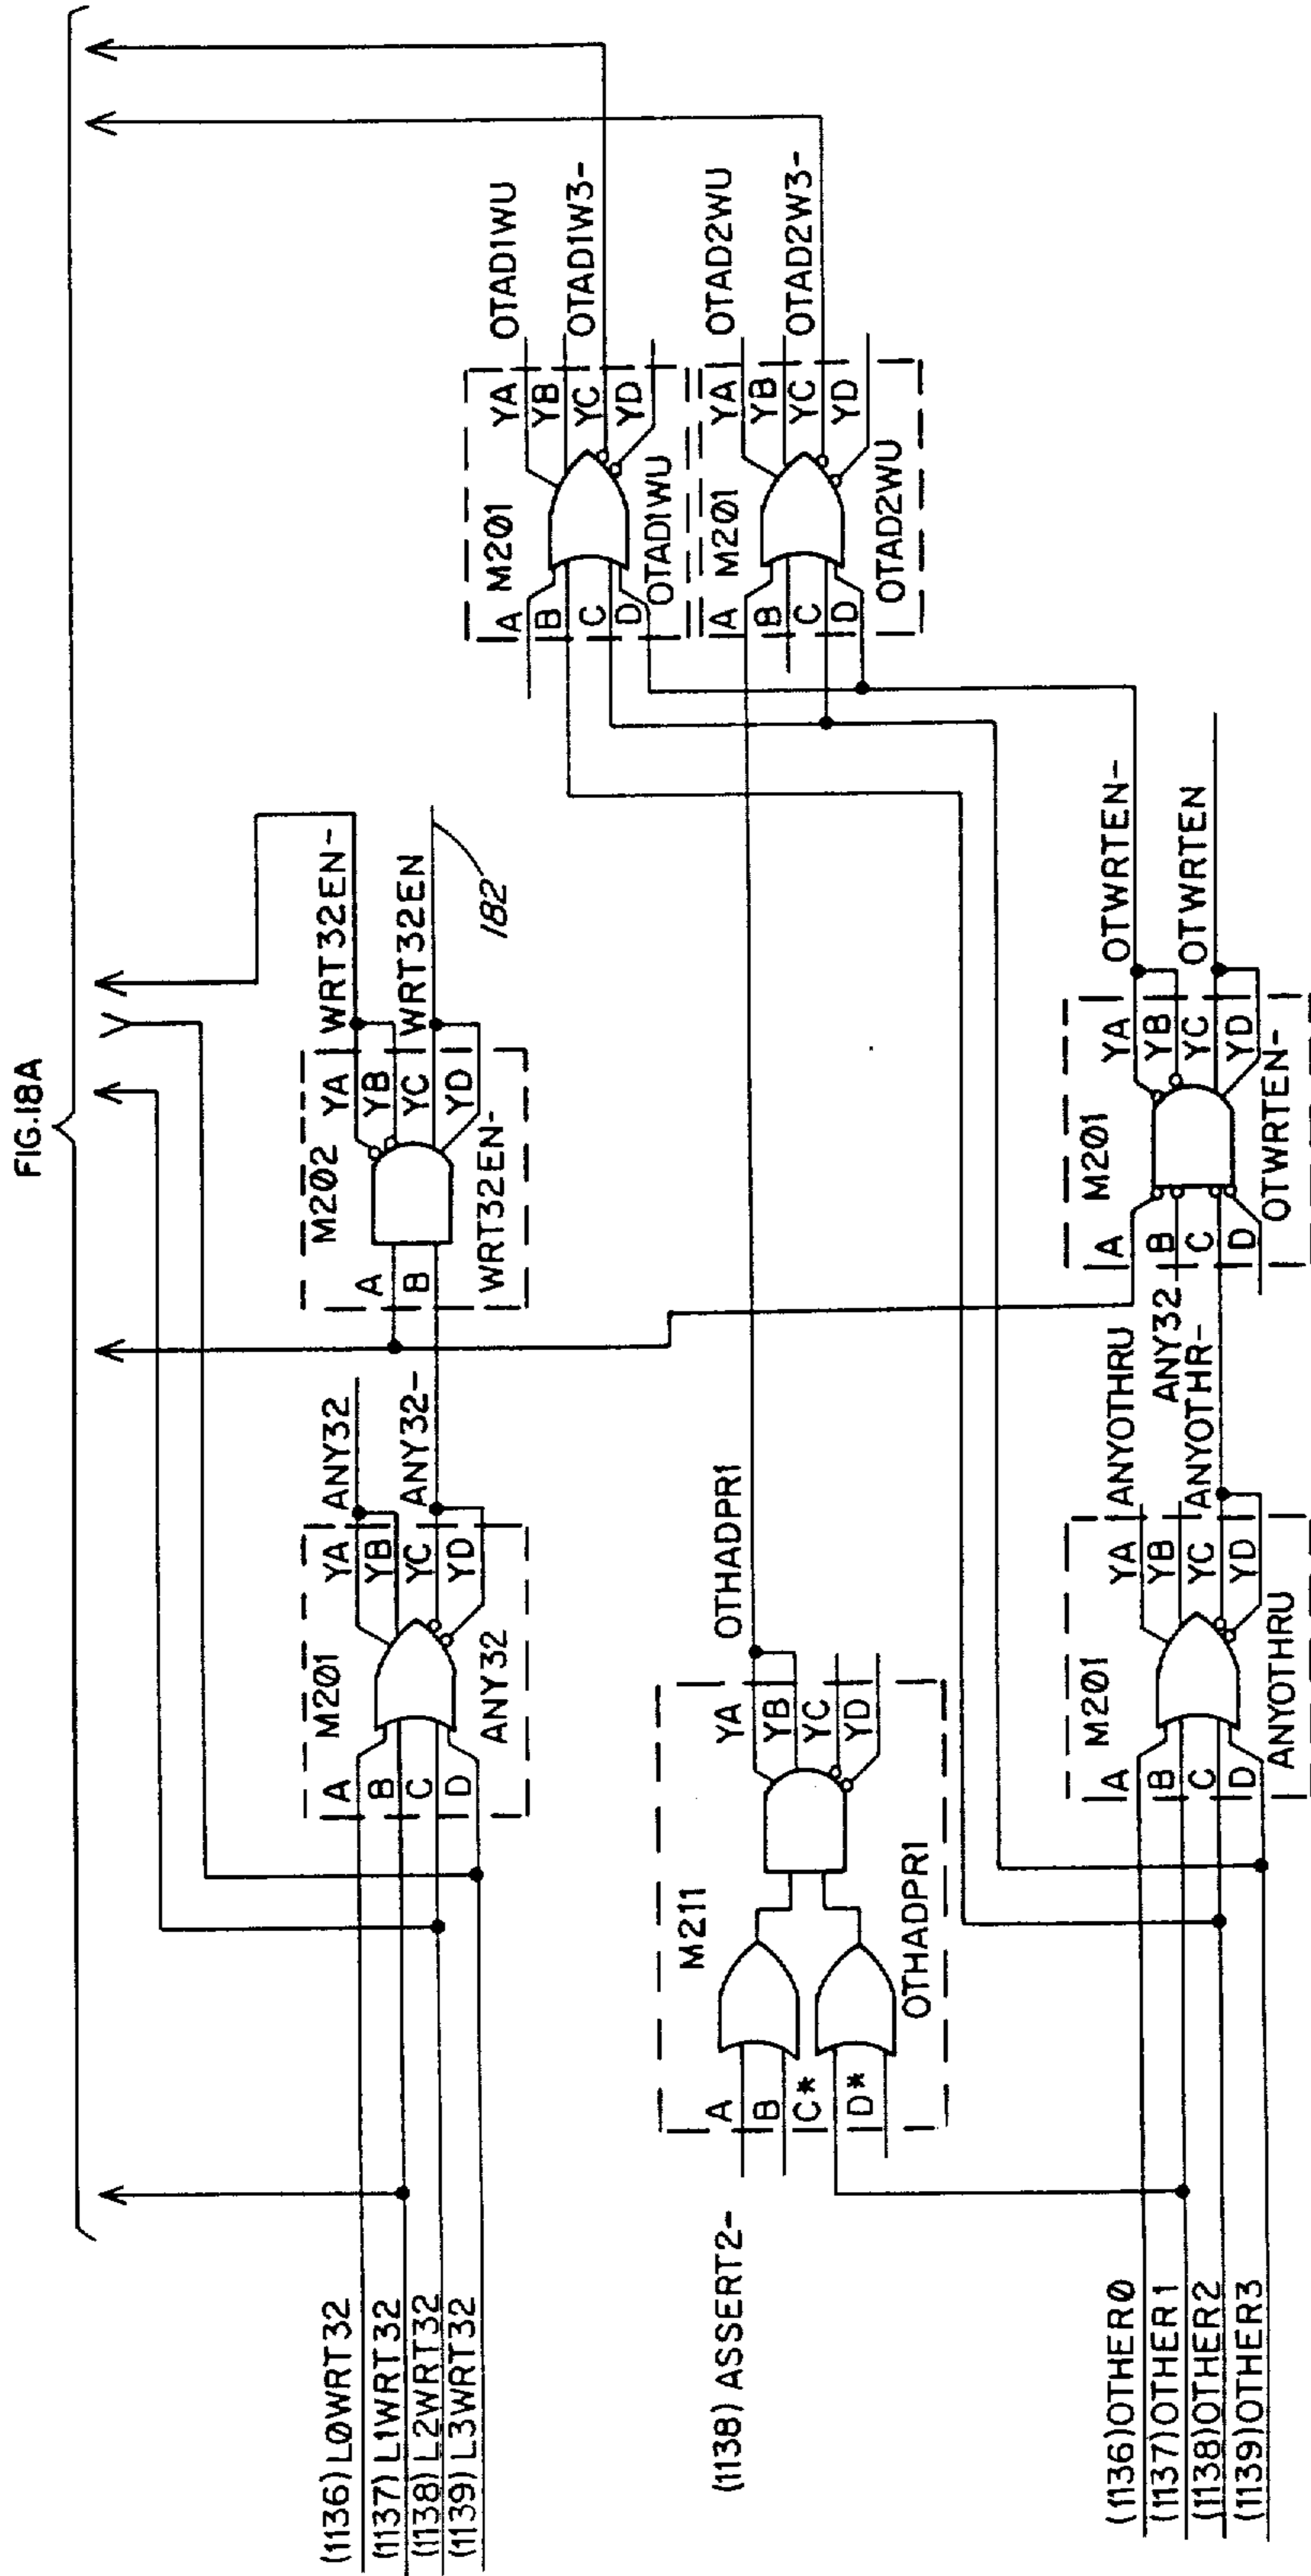 FIG.18A
(1136) LØWRT32
(1137) L1WRT32
(1138) L2WRT32
(1139) L3WRT32
M201
A
B
C
D
YA
YB
YC
YD
ANY32
ANY32
ANY32-
M202
A
B
YA
YB
YC
YD
WRT32EN-
WRT32EN-
WRT32EN
182
(1138) ASSERT2-
M211
A
B
C*
D*
YA
YB
YC
YD
OTHADPR1
OTHADPR1
M201
A
B
C
D
YA
YB
YC
YD
OTAD1WU
OTAD1WU
OTAD1W3-
M201
A
B
C
D
YA
YB
YC
YD
OTAD2WU
OTAD2WU
OTAD2W3-
(1136)OTHERØ
(1137)OTHER1
(1138)OTHER2
(1139)OTHER3
M201
A
B
C
D
YA
YB
YC
YD
ANYOTHRU
ANYOTHRU
ANY32
ANYOTHR-
M201
A
B
C
D
YA
YB
YC
YD
OTWRTEN-
OTWRTEN-
OTWRTEN